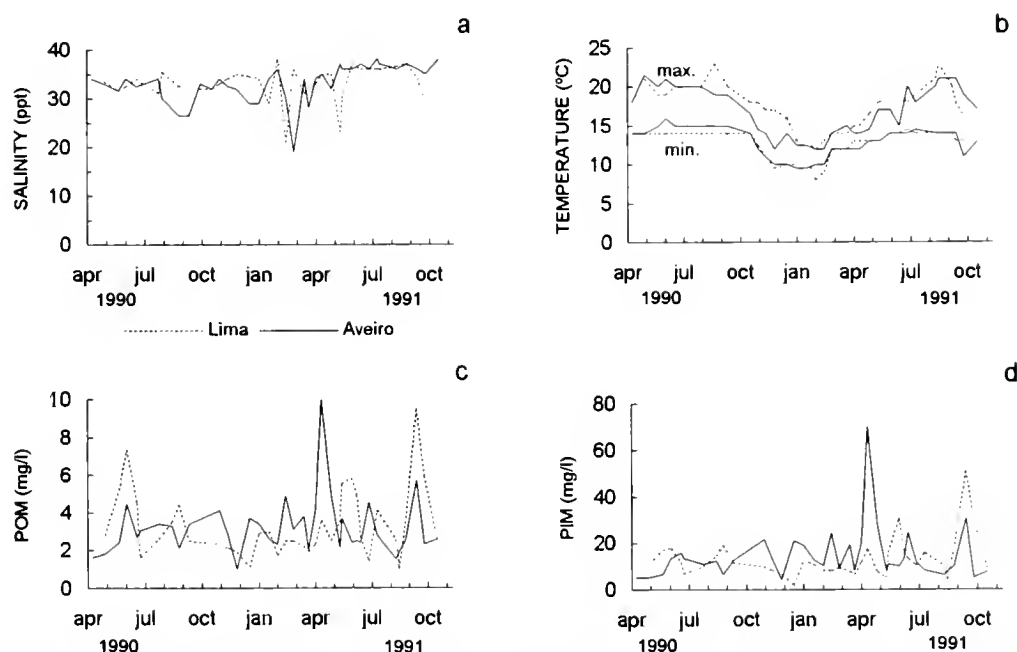 a
SALINITY (ppt)
40
30
20
10
0
apr jul oct jan apr jul oct
1990 1991
b
TEMPERATURE (ºC)
25
20
15
10
5
0
max.
min.
apr jul oct jan apr jul oct
1990 1991
Lima Aveiro
c
POM (mg/l)
10
8
6
4
2
0
apr jul oct jan apr jul oct
1990 1991
d
PIM (mg/l)
80
60
40
20
0
apr jul oct jan apr jul oct
1990 1991